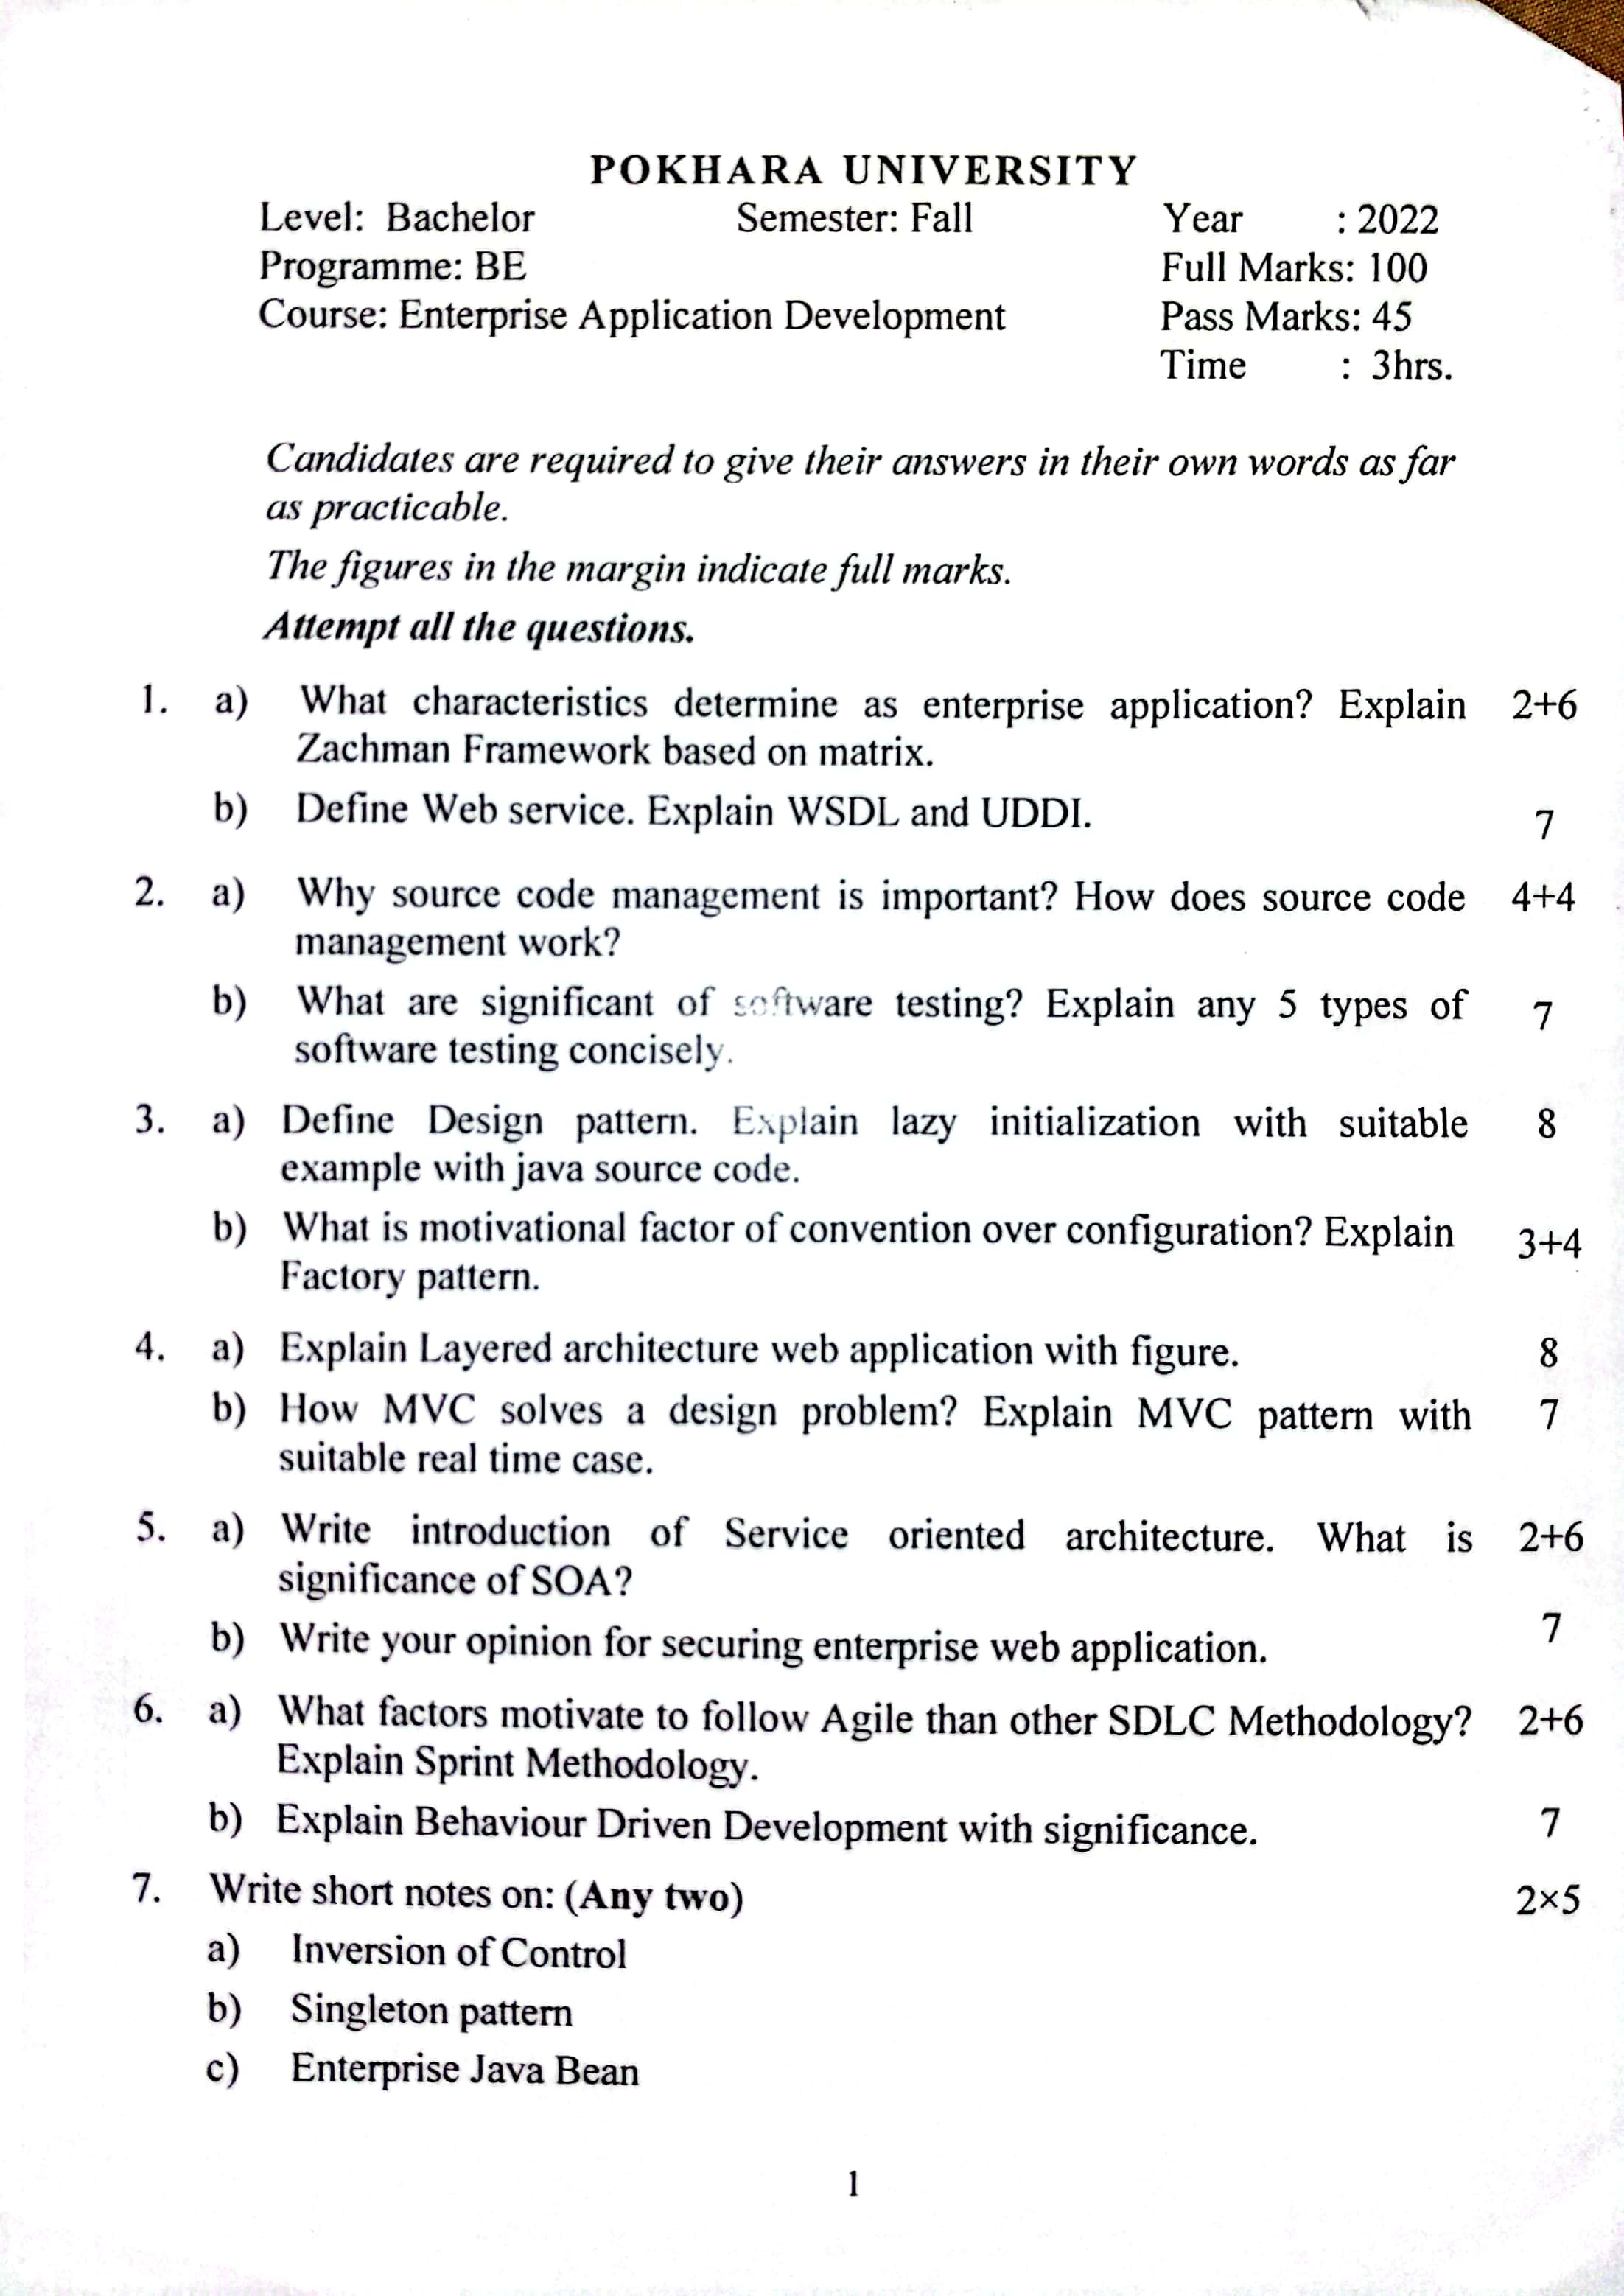 POKHARA UNIVERSITY
Level: Bachelor Semester: Fall Year : 2022
Programme: BE Full Marks: 100
Course: Enterprise Application Development Pass Marks: 45
Time : 3hrs.
Candidates are required to give their answers in their own words as far
as practicable.
The figures in the margin indicate full marks.
Attempt all the questions.
1. a) What characteristics determine as enterprise application? Explain 2+6
Zachman Framework based on matrix.
b) Define Web service. Explain WSDL and UDDI. 7
2. a) Why source code management is important? How does source code 4+4
management work?
b) What are significant of software testing? Explain any 5 types of 7
software testing concisely.
3. a) Define Design pattern. Explain lazy initialization with suitable 8
example with java source code.
b) What is motivational factor of convention over configuration? Explain 3+4
Factory pattern.
4. a) Explain Layered architecture web application with figure. 8
b) How MVC solves a design problem? Explain MVC pattern with 7
suitable real time case.
5. a) Write introduction of Service oriented architecture. What is 2+6
significance of SOA?
b) Write your opinion for securing enterprise web application. 7
6. a) What factors motivate to follow Agile than other SDLC Methodology? 2+6
Explain Sprint Methodology.
b) Explain Behaviour Driven Development with significance. 7
7. Write short notes on: (Any two) 2×5
a) Inversion of Control
b) Singleton pattern
c) Enterprise Java Bean
1